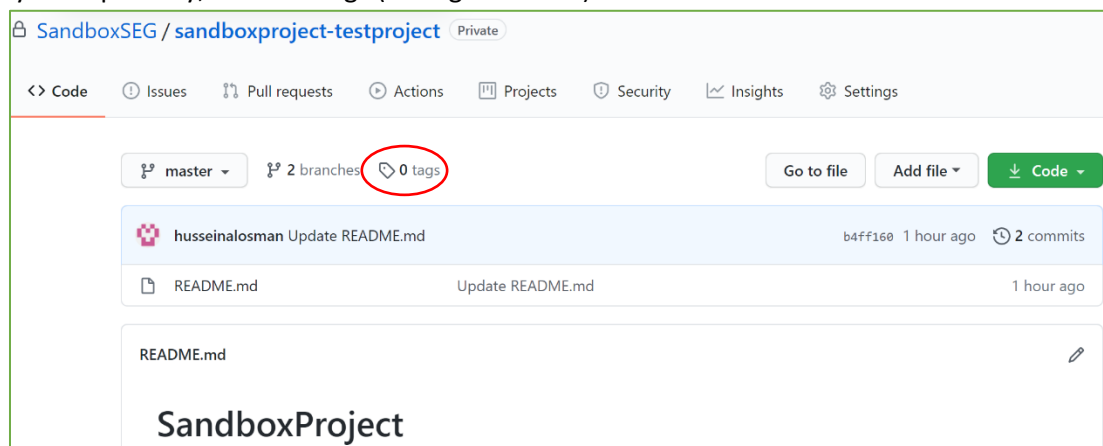 SandboxSEG / sandboxproject-testproject Private
Code Issues Pull requests Actions Projects Security Insights Settings
master 2 branches 0 tags Go to file Add file Code
husseinalosman Update README.md b4ff160 1 hour ago 2 commits
README.md Update README.md 1 hour ago
README.md
SandboxProject